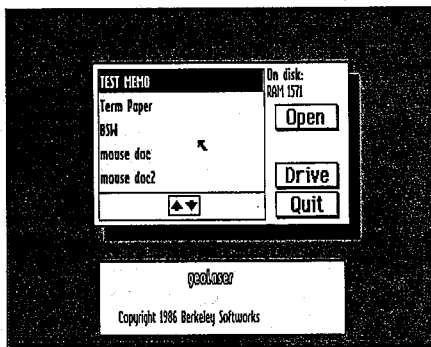 TEST MEMO
Term Paper
BSW
mouse doc
mouse doc2
On disk:
RAM 1571
Open
Drive
Quit
geoLaser
Copyright 1986 Berkeley Softworks